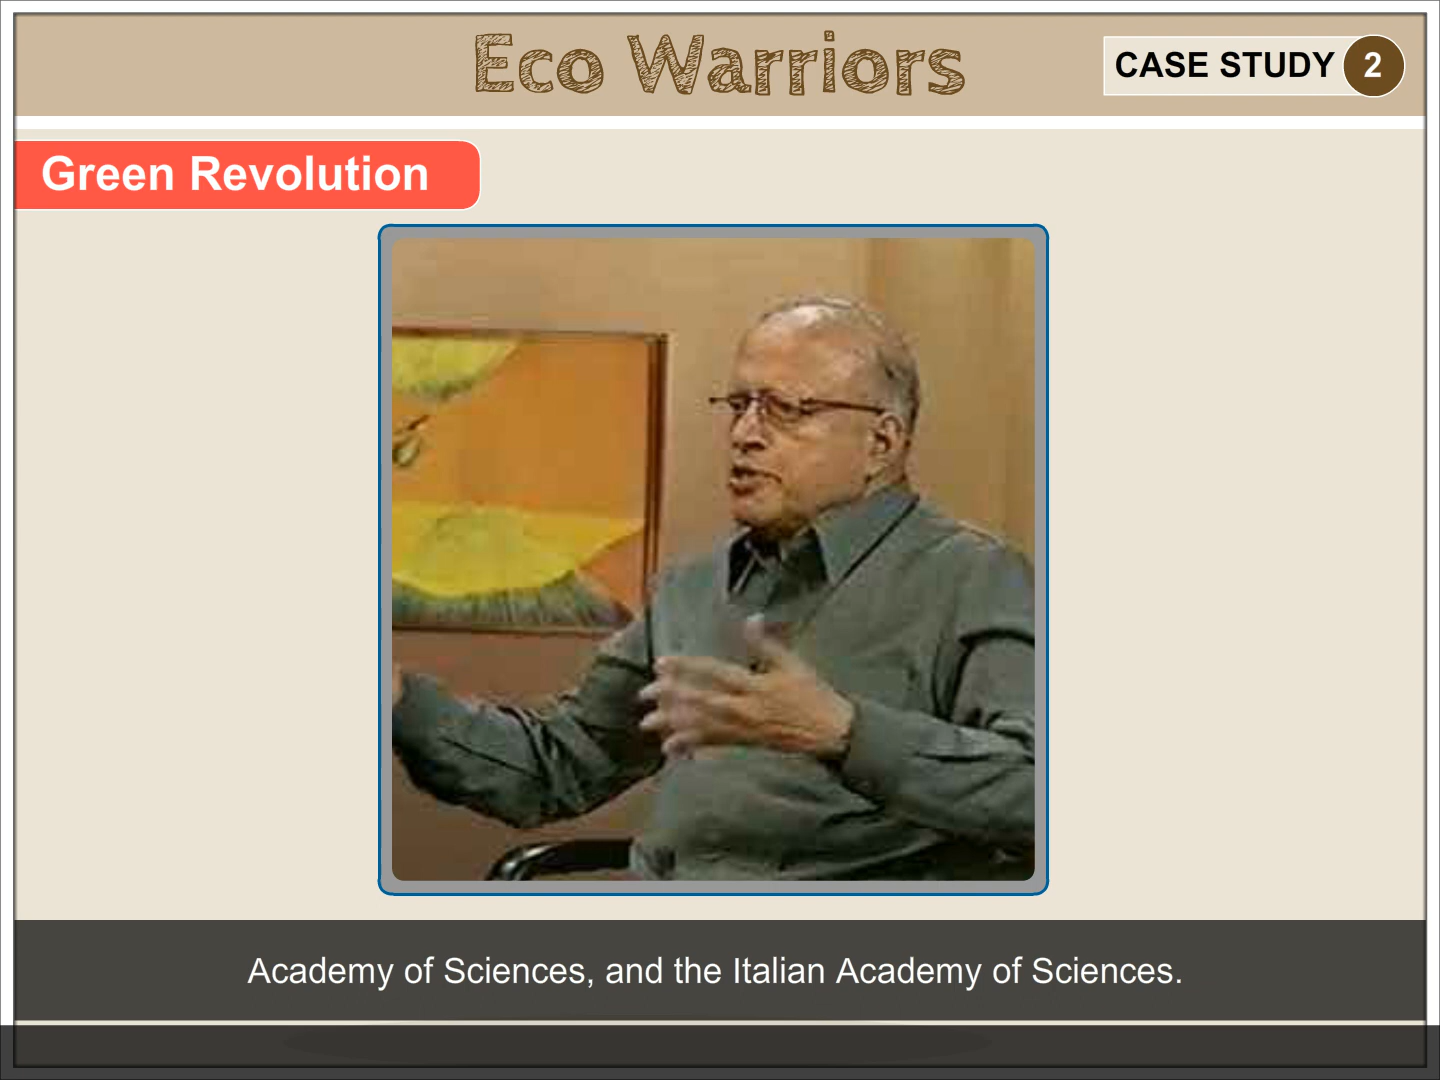 Eco Warriors
CASE STUDY 2
Green Revolution
Academy of Sciences, and the Italian Academy of Sciences.